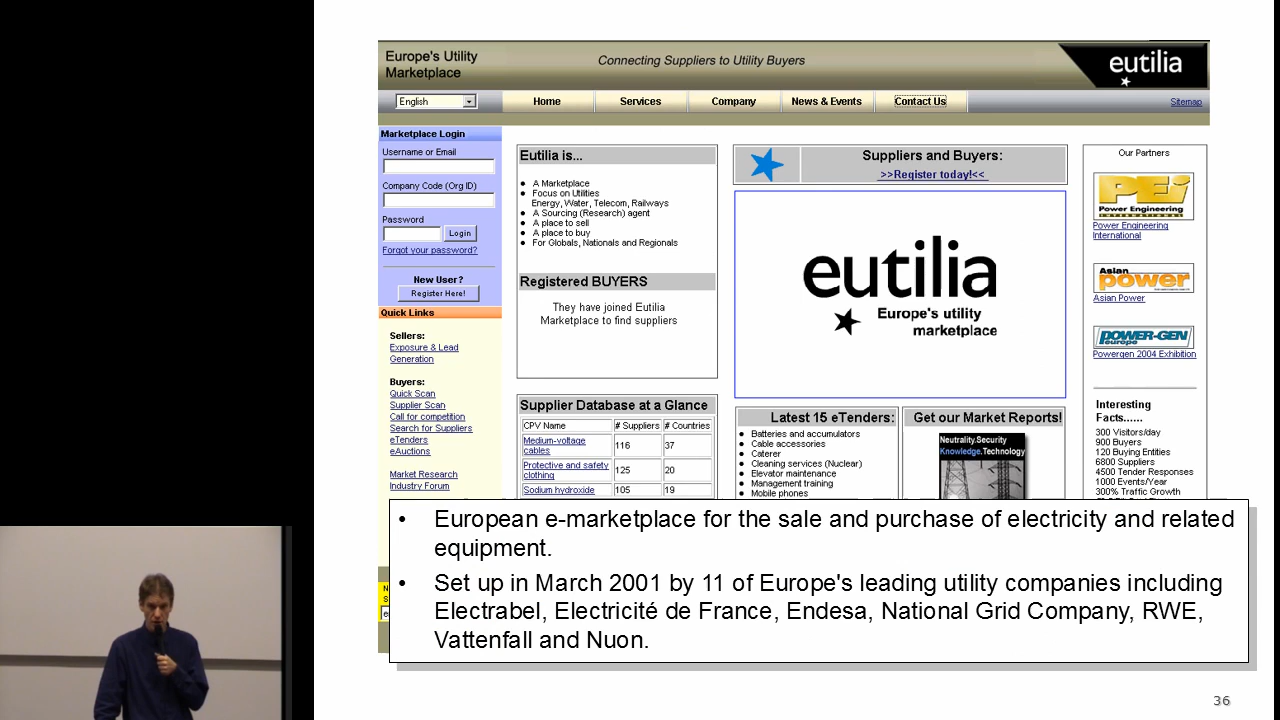 Europe's Utility
Marketplace
Connecting Suppliers to Utility Buyers
eutilia
English
Home
Services
Company
News & Events
Contact Us
Sitemap
Marketplace Login
Username or Email
Company Code (Org ID)
Password
Login
Forgot your password?
New User?
Register Here!
Quick Links
Sellers:
Exposure & Lead
Generation
Buyers:
Quick Scan
Supplier Scan
Call for competition
Search for Suppliers
eTenders
eAuctions
Market Research
Industry Forum
Eutilia is...
• A Marketplace
• Focus on Utilities
Energy, Water, Telecom, Railways
• A Sourcing (Research) agent
• A place to sell
• A place to buy
• For Globals, Nationals and Regionals
Registered BUYERS
They have joined Eutilia
Marketplace to find suppliers
Supplier Database at a Glance
CPV Name # Suppliers # Countries
Medium-voltage
cables 116 37
Protective and safety
clothing 125 20
Sodium hydroxide 105 19
Suppliers and Buyers:
>>Register today!<<
eutilia
Europe's utility
marketplace
Latest 15 eTenders:
• Batteries and accumulators
• Cable accessories
• Caterer
• Cleaning services (Nuclear)
• Elevator maintenance
• Management training
• Mobile phones
Get our Market Reports!
Neutrality.Security
Knowledge.Technology
Our Partners
PEi
POWER ENGINEERING
INTERNATIONAL
Power Engineering
International
Asian
power
Asian Power
POWER-GEN
europe
Powergen 2004 Exhibition
Interesting
Facts......
300 Visitors/day
900 Buyers
120 Buying Entities
6800 Suppliers
4500 Tender Responses
1000 Events/Year
300% Traffic Growth
• European e-marketplace for the sale and purchase of electricity and related
equipment.
• Set up in March 2001 by 11 of Europe's leading utility companies including
Electrabel, Electricité de France, Endesa, National Grid Company, RWE,
Vattenfall and Nuon.
36